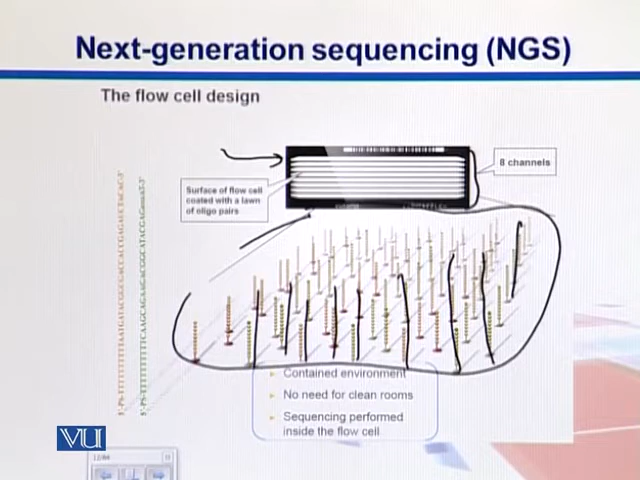 Next-generation sequencing (NGS)
The flow cell design
8 channels
Surface of flow cell
coated with a lawn
of oligo pairs
Contained environment
No need for clean rooms
Sequencing performed
inside the flow cell
VU